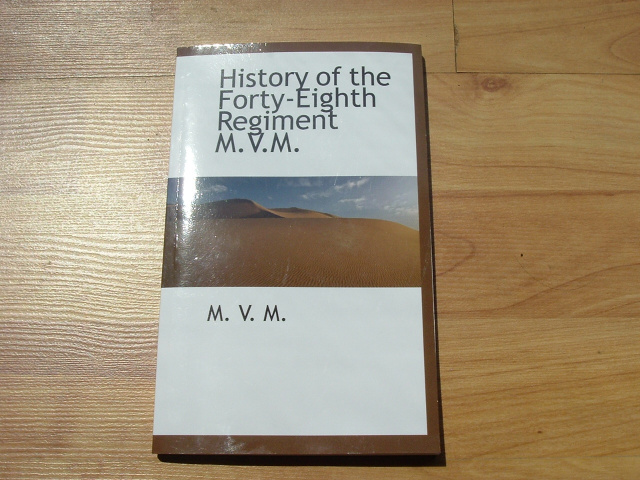 History of the
Forty-Eighth
Regiment
M.V.M.
M. V. M.